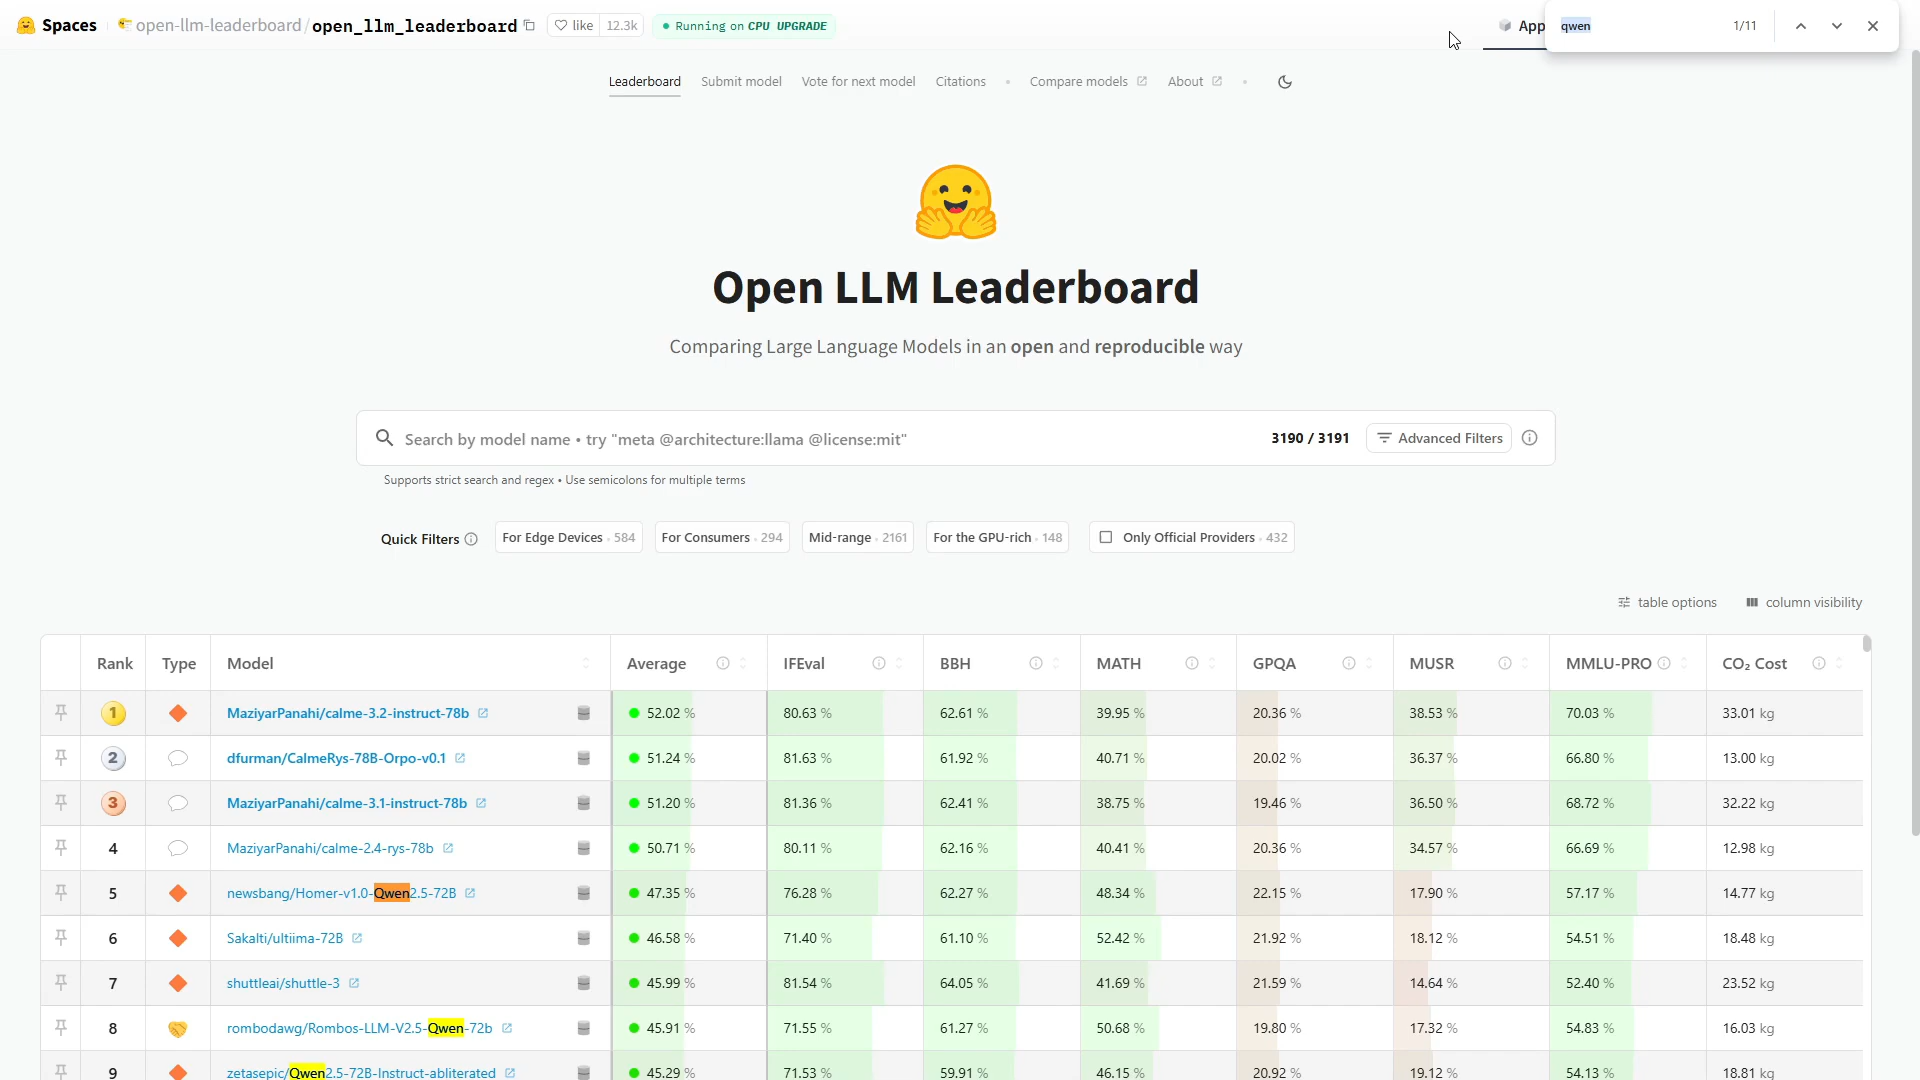 Spaces open-llm-leaderboard / open_llm_leaderboard like 12.3k Running on CPU UPGRADE App qwen 1/11
Leaderboard Submit model Vote for next model Citations • Compare models About •
Open LLM Leaderboard
Comparing Large Language Models in an open and reproducible way
Search by model name • try "meta @architecture:llama @license:mit" 3190 / 3191 Advanced Filters
Supports strict search and regex • Use semicolons for multiple terms
Quick Filters For Edge Devices • 584 For Consumers • 294 Mid-range • 2161 For the GPU-rich • 148 Only Official Providers • 432
table options column visibility
Rank Type Model Average IFEval BBH MATH GPQA MUSR MMLU-PRO CO₂ Cost
1 MaziyarPanahi/calme-3.2-instruct-78b 52.02 % 80.63 % 62.61 % 39.95 % 20.36 % 38.53 % 70.03 % 33.01 kg
2 dfurman/CalmeRys-78B-Orpo-v0.1 51.24 % 81.63 % 61.92 % 40.71 % 20.02 % 36.37 % 66.80 % 13.00 kg
3 MaziyarPanahi/calme-3.1-instruct-78b 51.20 % 81.36 % 62.41 % 38.75 % 19.46 % 36.50 % 68.72 % 32.22 kg
4 MaziyarPanahi/calme-2.4-rys-78b 50.71 % 80.11 % 62.16 % 40.41 % 20.36 % 34.57 % 66.69 % 12.98 kg
5 newsbang/Homer-v1.0-Qwen2.5-72B 47.35 % 76.28 % 62.27 % 48.34 % 22.15 % 17.90 % 57.17 % 14.77 kg
6 Sakalti/ultiima-72B 46.58 % 71.40 % 61.10 % 52.42 % 21.92 % 18.12 % 54.51 % 18.48 kg
7 shuttleai/shuttle-3 45.99 % 81.54 % 64.05 % 41.69 % 21.59 % 14.64 % 52.40 % 23.52 kg
8 rombodawg/Rombos-LLM-V2.5-Qwen-72b 45.91 % 71.55 % 61.27 % 50.68 % 19.80 % 17.32 % 54.83 % 16.03 kg
9 zetasepic/Qwen2.5-72B-Instruct-abliterated 45.29 % 71.53 % 59.91 % 46.15 % 20.92 % 19.12 % 54.13 % 18.81 kg